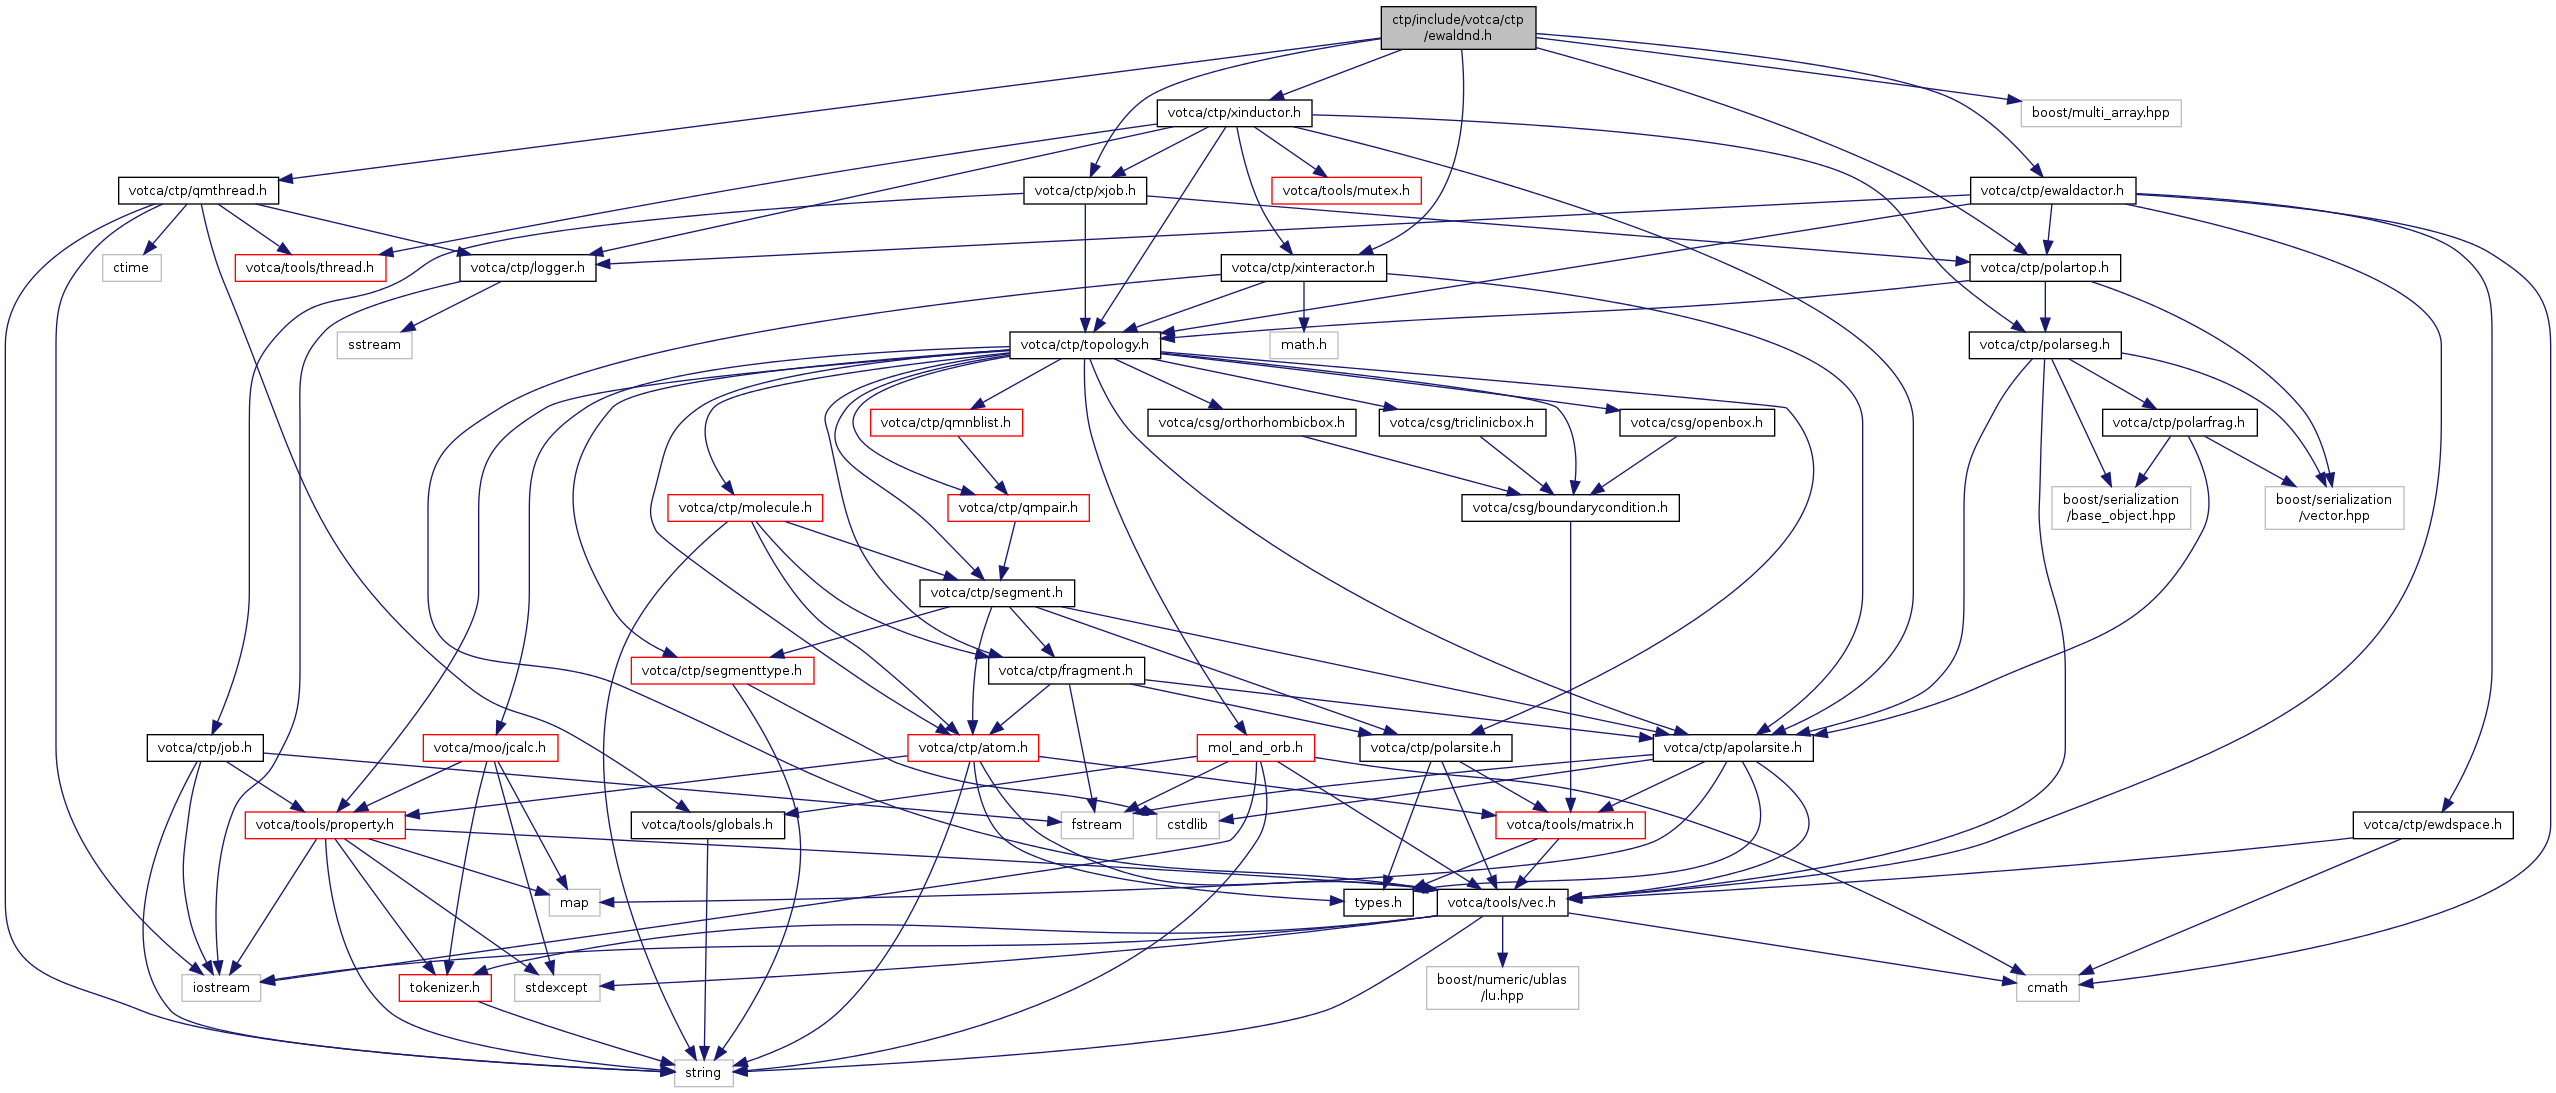 ctp/include/votca/ctp
/ewaldnd.h
votca/ctp/xinductor.h
boost/multi_array.hpp
votca/ctp/qmthread.h
votca/ctp/xjob.h
votca/tools/mutex.h
votca/ctp/ewaldactor.h
ctime
votca/tools/thread.h
votca/ctp/logger.h
votca/ctp/xinteractor.h
votca/ctp/polartop.h
sstream
votca/ctp/topology.h
math.h
votca/ctp/polarseg.h
votca/ctp/qmnblist.h
votca/csg/orthorhombicbox.h
votca/csg/triclinicbox.h
votca/csg/openbox.h
votca/ctp/polarfrag.h
votca/ctp/molecule.h
votca/ctp/qmpair.h
votca/csg/boundarycondition.h
boost/serialization
/base_object.hpp
boost/serialization
/vector.hpp
votca/ctp/segment.h
votca/ctp/segmenttype.h
votca/ctp/fragment.h
votca/ctp/job.h
votca/moo/jcalc.h
votca/ctp/atom.h
mol_and_orb.h
votca/ctp/polarsite.h
votca/ctp/apolarsite.h
votca/tools/property.h
votca/tools/globals.h
fstream
cstdlib
votca/tools/matrix.h
votca/ctp/ewdspace.h
map
types.h
votca/tools/vec.h
iostream
tokenizer.h
stdexcept
boost/numeric/ublas
/lu.hpp
cmath
string